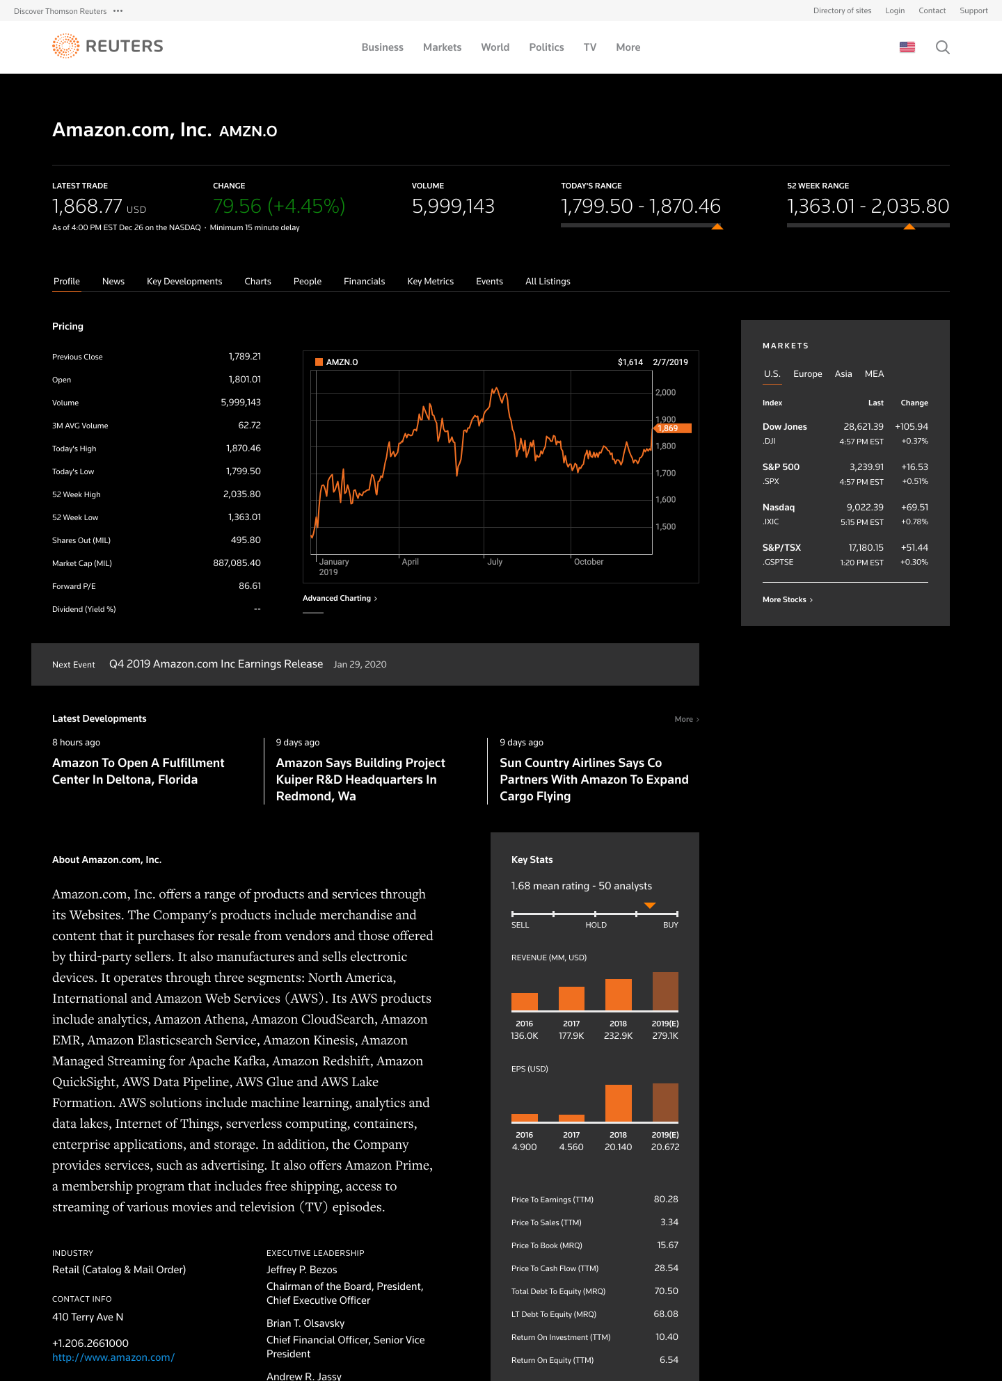 Discover Thomson Reuters •••
Directory of sites Login Contact Support
REUTERS
Business Markets World Politics TV More
Amazon.com, Inc. AMZN.O
LATEST TRADE
1,868.77 USD
As of 4:00 PM EST Dec 26 on the NASDAQ · Minimum 15 minute delay
CHANGE
79.56 (+4.45%)
VOLUME
5,999,143
TODAY'S RANGE
1,799.50 - 1,870.46
52 WEEK RANGE
1,363.01 - 2,035.80
Profile News Key Developments Charts People Financials Key Metrics Events All Listings
Pricing
Previous Close 1,789.21
Open 1,801.01
Volume 5,999,143
3M AVG Volume 62.72
Today's High 1,870.46
Today's Low 1,799.50
52 Week High 2,035.80
52 Week Low 1,363.01
Shares Out (MIL) 495.80
Market Cap (MIL) 887,085.40
Forward P/E 86.61
Dividend (Yield %) --
AMZN.O $1,614 2/7/2019
2,000
1,900
1,869
1,800
1,700
1,600
1,500
January April July October
2019
Advanced Charting ›
MARKETS
U.S. Europe Asia MEA
Index Last Change
Dow Jones 28,621.39 +105.94
.DJI 4:57 PM EST +0.37%
S&P 500 3,239.91 +16.53
.SPX 4:57 PM EST +0.51%
Nasdaq 9,022.39 +69.51
.IXIC 5:15 PM EST +0.78%
S&P/TSX 17,180.15 +51.44
.GSPTSE 1:20 PM EST +0.30%
More Stocks ›
Next Event Q4 2019 Amazon.com Inc Earnings Release Jan 29, 2020
Latest Developments More ›
8 hours ago
Amazon To Open A Fulfillment
Center In Deltona, Florida
9 days ago
Amazon Says Building Project
Kuiper R&D Headquarters In
Redmond, Wa
9 days ago
Sun Country Airlines Says Co
Partners With Amazon To Expand
Cargo Flying
About Amazon.com, Inc.
Amazon.com, Inc. offers a range of products and services through
its Websites. The Company's products include merchandise and
content that it purchases for resale from vendors and those offered
by third-party sellers. It also manufactures and sells electronic
devices. It operates through three segments: North America,
International and Amazon Web Services (AWS). Its AWS products
include analytics, Amazon Athena, Amazon CloudSearch, Amazon
EMR, Amazon Elasticsearch Service, Amazon Kinesis, Amazon
Managed Streaming for Apache Kafka, Amazon Redshift, Amazon
QuickSight, AWS Data Pipeline, AWS Glue and AWS Lake
Formation. AWS solutions include machine learning, analytics and
data lakes, Internet of Things, serverless computing, containers,
enterprise applications, and storage. In addition, the Company
provides services, such as advertising. It also offers Amazon Prime,
a membership program that includes free shipping, access to
streaming of various movies and television (TV) episodes.
INDUSTRY
Retail (Catalog & Mail Order)
CONTACT INFO
410 Terry Ave N
+1.206.2661000
http://www.amazon.com/
EXECUTIVE LEADERSHIP
Jeffrey P. Bezos
Chairman of the Board, President,
Chief Executive Officer
Brian T. Olsavsky
Chief Financial Officer, Senior Vice
President
Andrew R. Jassy
Key Stats
1.68 mean rating - 50 analysts
SELL HOLD BUY
REVENUE (MM, USD)
2016 2017 2018 2019(E)
136.0K 177.9K 232.9K 279.1K
EPS (USD)
2016 2017 2018 2019(E)
4.900 4.560 20.140 20.672
Price To Earnings (TTM) 80.28
Price To Sales (TTM) 3.34
Price To Book (MRQ) 15.67
Price To Cash Flow (TTM) 28.54
Total Debt To Equity (MRQ) 70.50
LT Debt To Equity (MRQ) 68.08
Return On Investment (TTM) 10.40
Return On Equity (TTM) 6.54